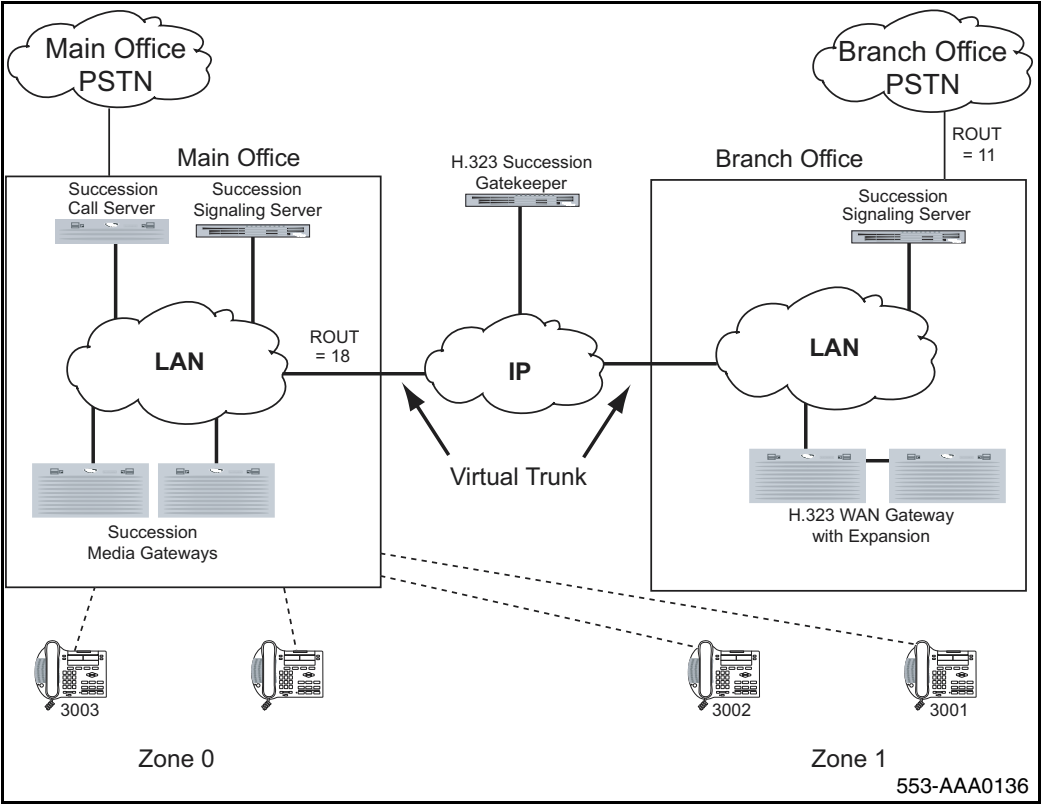 Main Office
PSTN
Branch Office
PSTN
ROUT
= 11
Main Office
H.323 Succession
Gatekeeper
Branch Office
Succession
Call Server
Succession
Signaling Server
Succession
Signaling Server
LAN
ROUT
= 18
IP
LAN
Virtual Trunk
Succession
Media Gateways
H.323 WAN Gateway
with Expansion
3003
3002
3001
Zone 0
Zone 1
553-AAA0136